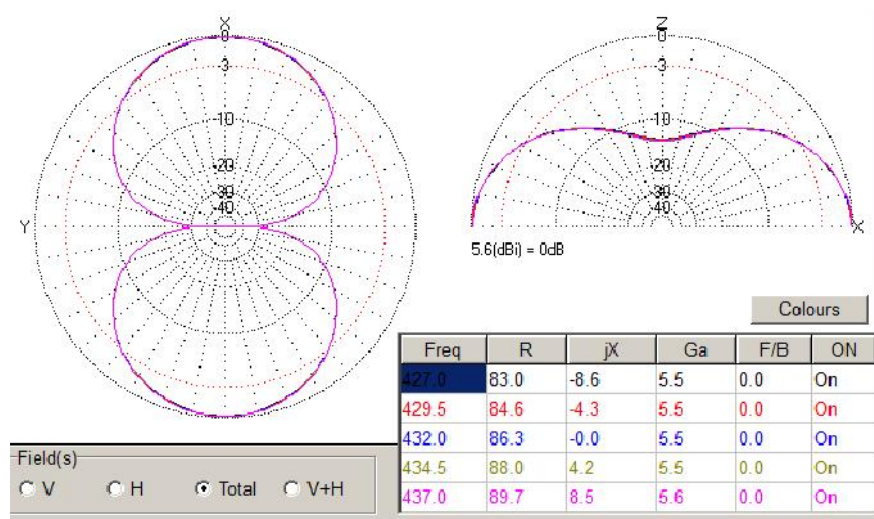 X
0
-3
-10
-20
-30
-40
Y
Z
0
-3
-10
-20
-30
-40
X
5.6(dBi) = 0dB
Colours
Freq R jX Ga F/B ON
427.0 83.0 -8.6 5.5 0.0 On
429.5 84.6 -4.3 5.5 0.0 On
432.0 86.3 -0.0 5.5 0.0 On
434.5 88.0 4.2 5.5 0.0 On
437.0 89.7 8.5 5.6 0.0 On
Field(s)
V H Total V+H